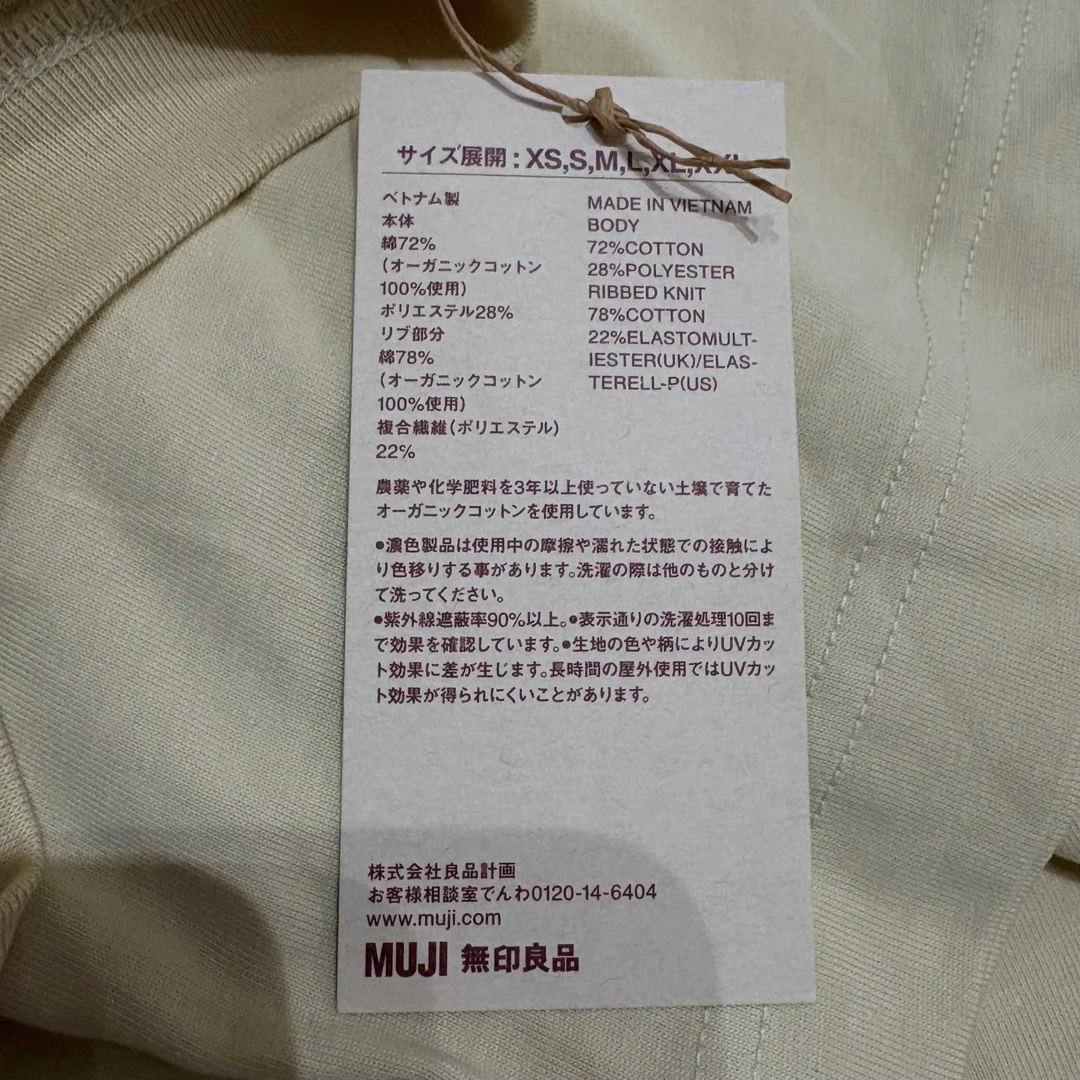 サイズ展開：XS,S,M,L,XL,XXL
ベトナム製
本体
綿72%
(オーガニックコットン
100%使用)
ポリエステル28%
リブ部分
綿78%
(オーガニックコットン
100%使用)
複合繊維(ポリエステル)
22%
MADE IN VIETNAM
BODY
72%COTTON
28%POLYESTER
RIBBED KNIT
78%COTTON
22%ELASTOMULT-
IESTER(UK)/ELAS-
TERELL-P(US)
農薬や化学肥料を3年以上使っていない土壌で育てた
オーガニックコットンを使用しています。
●濃色製品は使用中の摩擦や濡れた状態での接触によ
り色移りする事があります。洗濯の際は他のものと分け
て洗ってください。
●紫外線遮蔽率90%以上。●表示通りの洗濯処理10回ま
で効果を確認しています。●生地の色や柄によりUVカッ
ト効果に差が生じます。長時間の屋外使用ではUVカッ
ト効果が得られにくいことがあります。
株式会社良品計画
お客様相談室でんわ0120-14-6404
www.muji.com
MUJI 無印良品